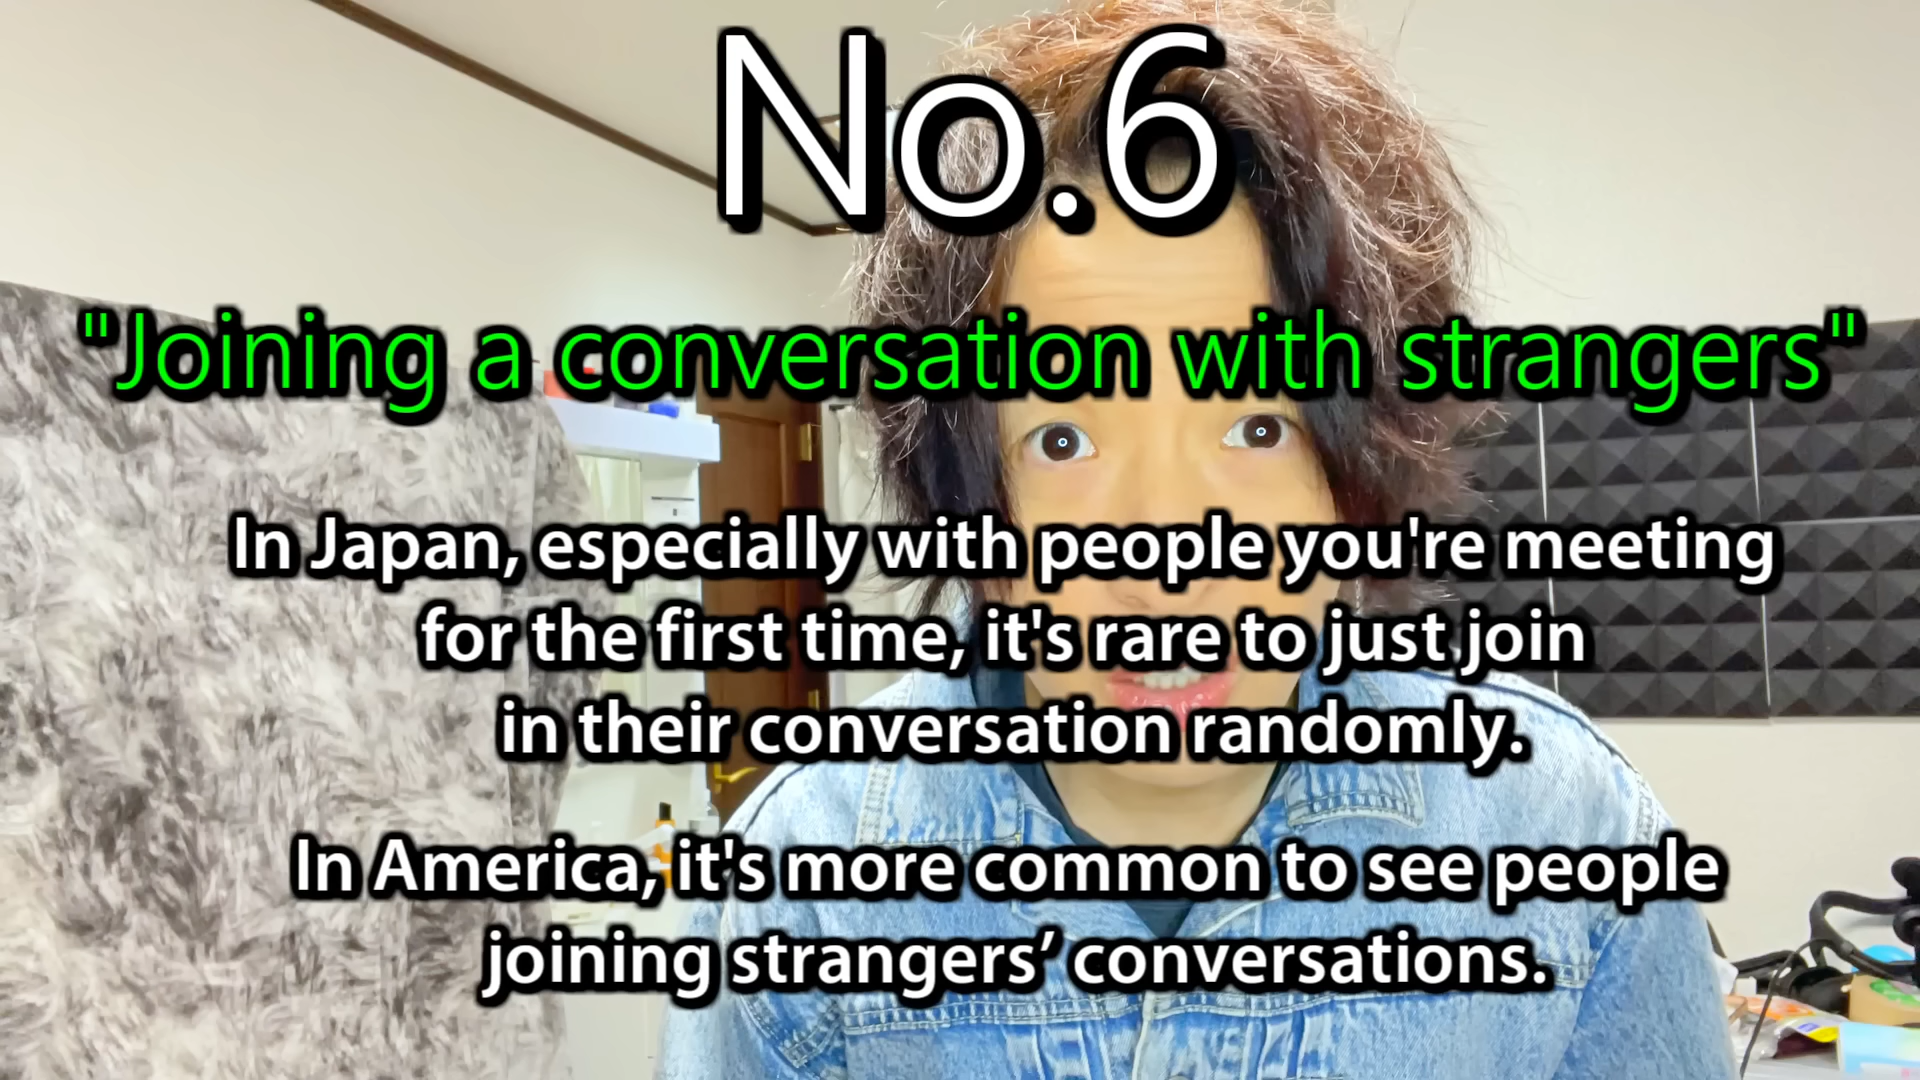 No.6
"Joining a conversation with strangers"
In Japan, especially with people you're meeting
for the first time, it's rare to just join
in their conversation randomly.
In America, it's more common to see people
joining strangers’ conversations.